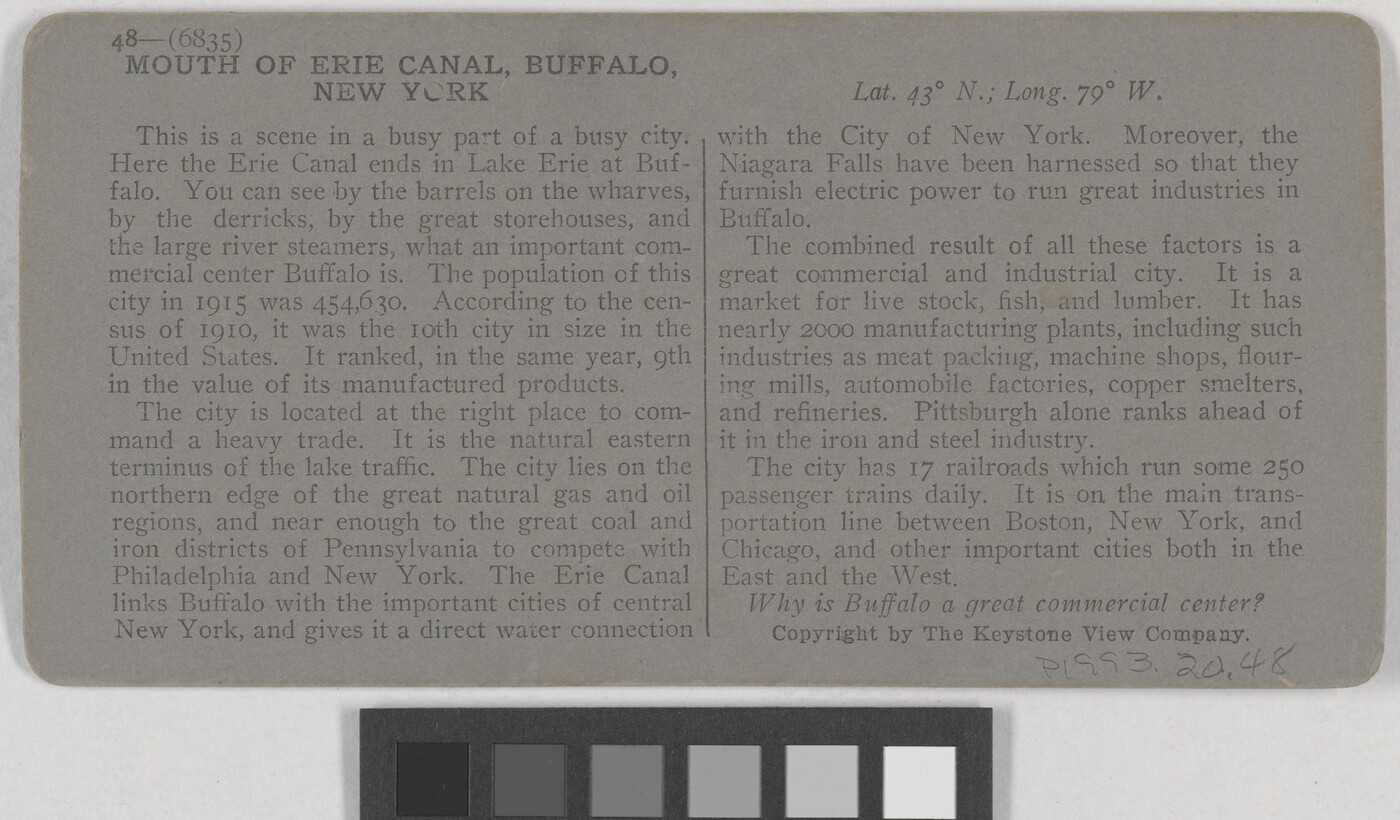 48—(6835)
MOUTH OF ERIE CANAL, BUFFALO,
NEW YORK
Lat. 43° N.; Long. 79° W.
This is a scene in a busy part of a busy city.
Here the Erie Canal ends in Lake Erie at Buf-
falo. You can see by the barrels on the wharves,
by the derricks, by the great storehouses, and
the large river steamers, what an important com-
mercial center Buffalo is. The population of this
city in 1915 was 454,630. According to the cen-
sus of 1910, it was the 10th city in size in the
United States. It ranked, in the same year, 9th
in the value of its manufactured products.
The city is located at the right place to com-
mand a heavy trade. It is the natural eastern
terminus of the lake traffic. The city lies on the
northern edge of the great natural gas and oil
regions, and near enough to the great coal and
iron districts of Pennsylvania to compete with
Philadelphia and New York. The Erie Canal
links Buffalo with the important cities of central
New York, and gives it a direct water connection
with the City of New York. Moreover, the
Niagara Falls have been harnessed so that they
furnish electric power to run great industries in
Buffalo.
The combined result of all these factors is a
great commercial and industrial city. It is a
market for live stock, fish, and lumber. It has
nearly 2000 manufacturing plants, including such
industries as meat packing, machine shops, flour-
ing mills, automobile factories, copper smelters,
and refineries. Pittsburgh alone ranks ahead of
it in the iron and steel industry.
The city has 17 railroads which run some 250
passenger trains daily. It is on the main trans-
portation line between Boston, New York, and
Chicago, and other important cities both in the
East and the West.
Why is Buffalo a great commercial center?
Copyright by The Keystone View Company.
P1993.20.48